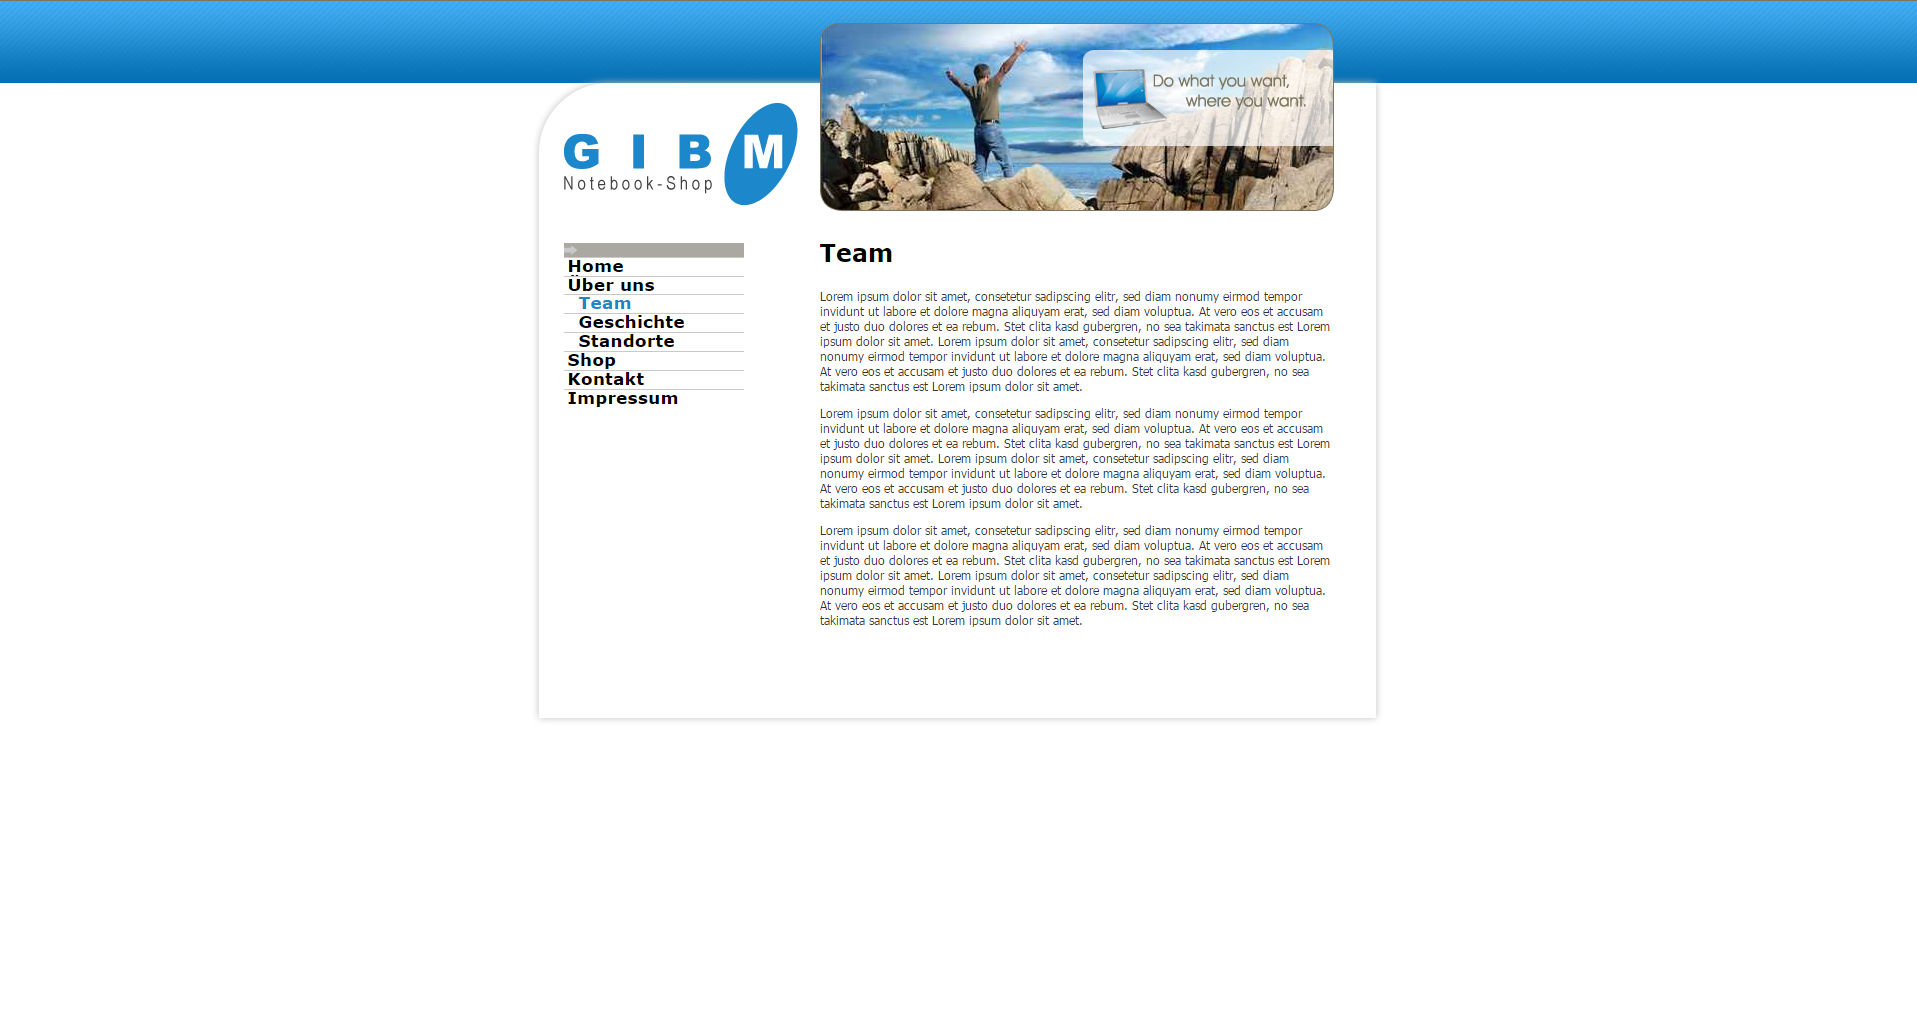 Do what you want,
where you want.
G I B M
Notebook-Shop
Home
Über uns
Team
Geschichte
Standorte
Shop
Kontakt
Impressum
Team
Lorem ipsum dolor sit amet, consetetur sadipscing elitr, sed diam nonumy eirmod tempor
invidunt ut labore et dolore magna aliquyam erat, sed diam voluptua. At vero eos et accusam
et justo duo dolores et ea rebum. Stet clita kasd gubergren, no sea takimata sanctus est Lorem
ipsum dolor sit amet. Lorem ipsum dolor sit amet, consetetur sadipscing elitr, sed diam
nonumy eirmod tempor invidunt ut labore et dolore magna aliquyam erat, sed diam voluptua.
At vero eos et accusam et justo duo dolores et ea rebum. Stet clita kasd gubergren, no sea
takimata sanctus est Lorem ipsum dolor sit amet.
Lorem ipsum dolor sit amet, consetetur sadipscing elitr, sed diam nonumy eirmod tempor
invidunt ut labore et dolore magna aliquyam erat, sed diam voluptua. At vero eos et accusam
et justo duo dolores et ea rebum. Stet clita kasd gubergren, no sea takimata sanctus est Lorem
ipsum dolor sit amet. Lorem ipsum dolor sit amet, consetetur sadipscing elitr, sed diam
nonumy eirmod tempor invidunt ut labore et dolore magna aliquyam erat, sed diam voluptua.
At vero eos et accusam et justo duo dolores et ea rebum. Stet clita kasd gubergren, no sea
takimata sanctus est Lorem ipsum dolor sit amet.
Lorem ipsum dolor sit amet, consetetur sadipscing elitr, sed diam nonumy eirmod tempor
invidunt ut labore et dolore magna aliquyam erat, sed diam voluptua. At vero eos et accusam
et justo duo dolores et ea rebum. Stet clita kasd gubergren, no sea takimata sanctus est Lorem
ipsum dolor sit amet. Lorem ipsum dolor sit amet, consetetur sadipscing elitr, sed diam
nonumy eirmod tempor invidunt ut labore et dolore magna aliquyam erat, sed diam voluptua.
At vero eos et accusam et justo duo dolores et ea rebum. Stet clita kasd gubergren, no sea
takimata sanctus est Lorem ipsum dolor sit amet.